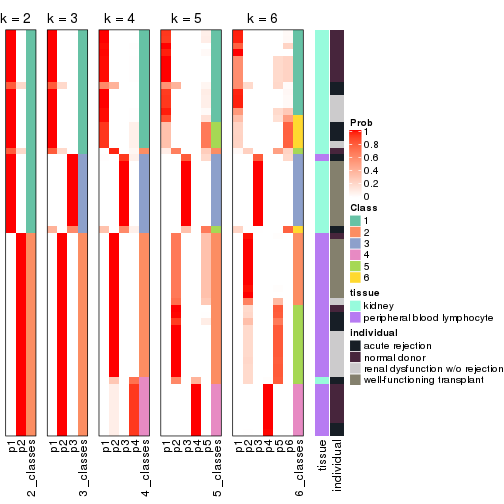 k = 2
k = 3
k = 4
k = 5
k = 6
Prob
1
0.8
0.6
0.4
0.2
0
Class
1
2
3
4
5
6
tissue
kidney
peripheral blood lymphocyte
individual
acute rejection
normal donor
renal dysfunction w/o rejection
well-functioning transplant
p1
p2
2_classes
p1
p2
p3
3_classes
p1
p2
p3
p4
4_classes
p1
p2
p3
p4
p5
5_classes
p1
p2
p3
p4
p5
p6
6_classes
tissue
individual